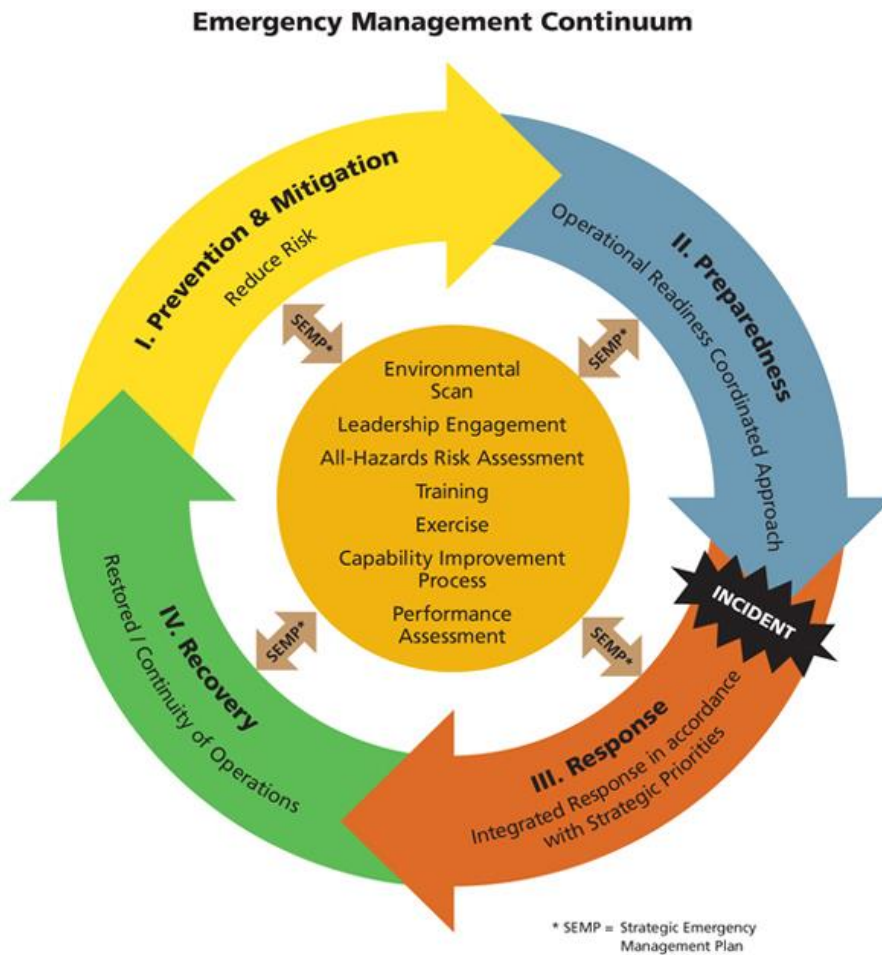 Emergency Management Continuum
I. Prevention & Mitigation
Reduce Risk
II. Preparedness
Operational Readiness Coordinated Approach
SEMP*
SEMP*
Environmental
Scan
Leadership Engagement
All-Hazards Risk Assessment
Training
Exercise
Capability Improvement
Process
Performance
Assessment
INCIDENT
SEMP*
SEMP*
III. Response
Integrated Response in accordance
with Strategic Priorities
IV. Recovery
Restored / Continuity of Operations
* SEMP = Strategic Emergency
Management Plan